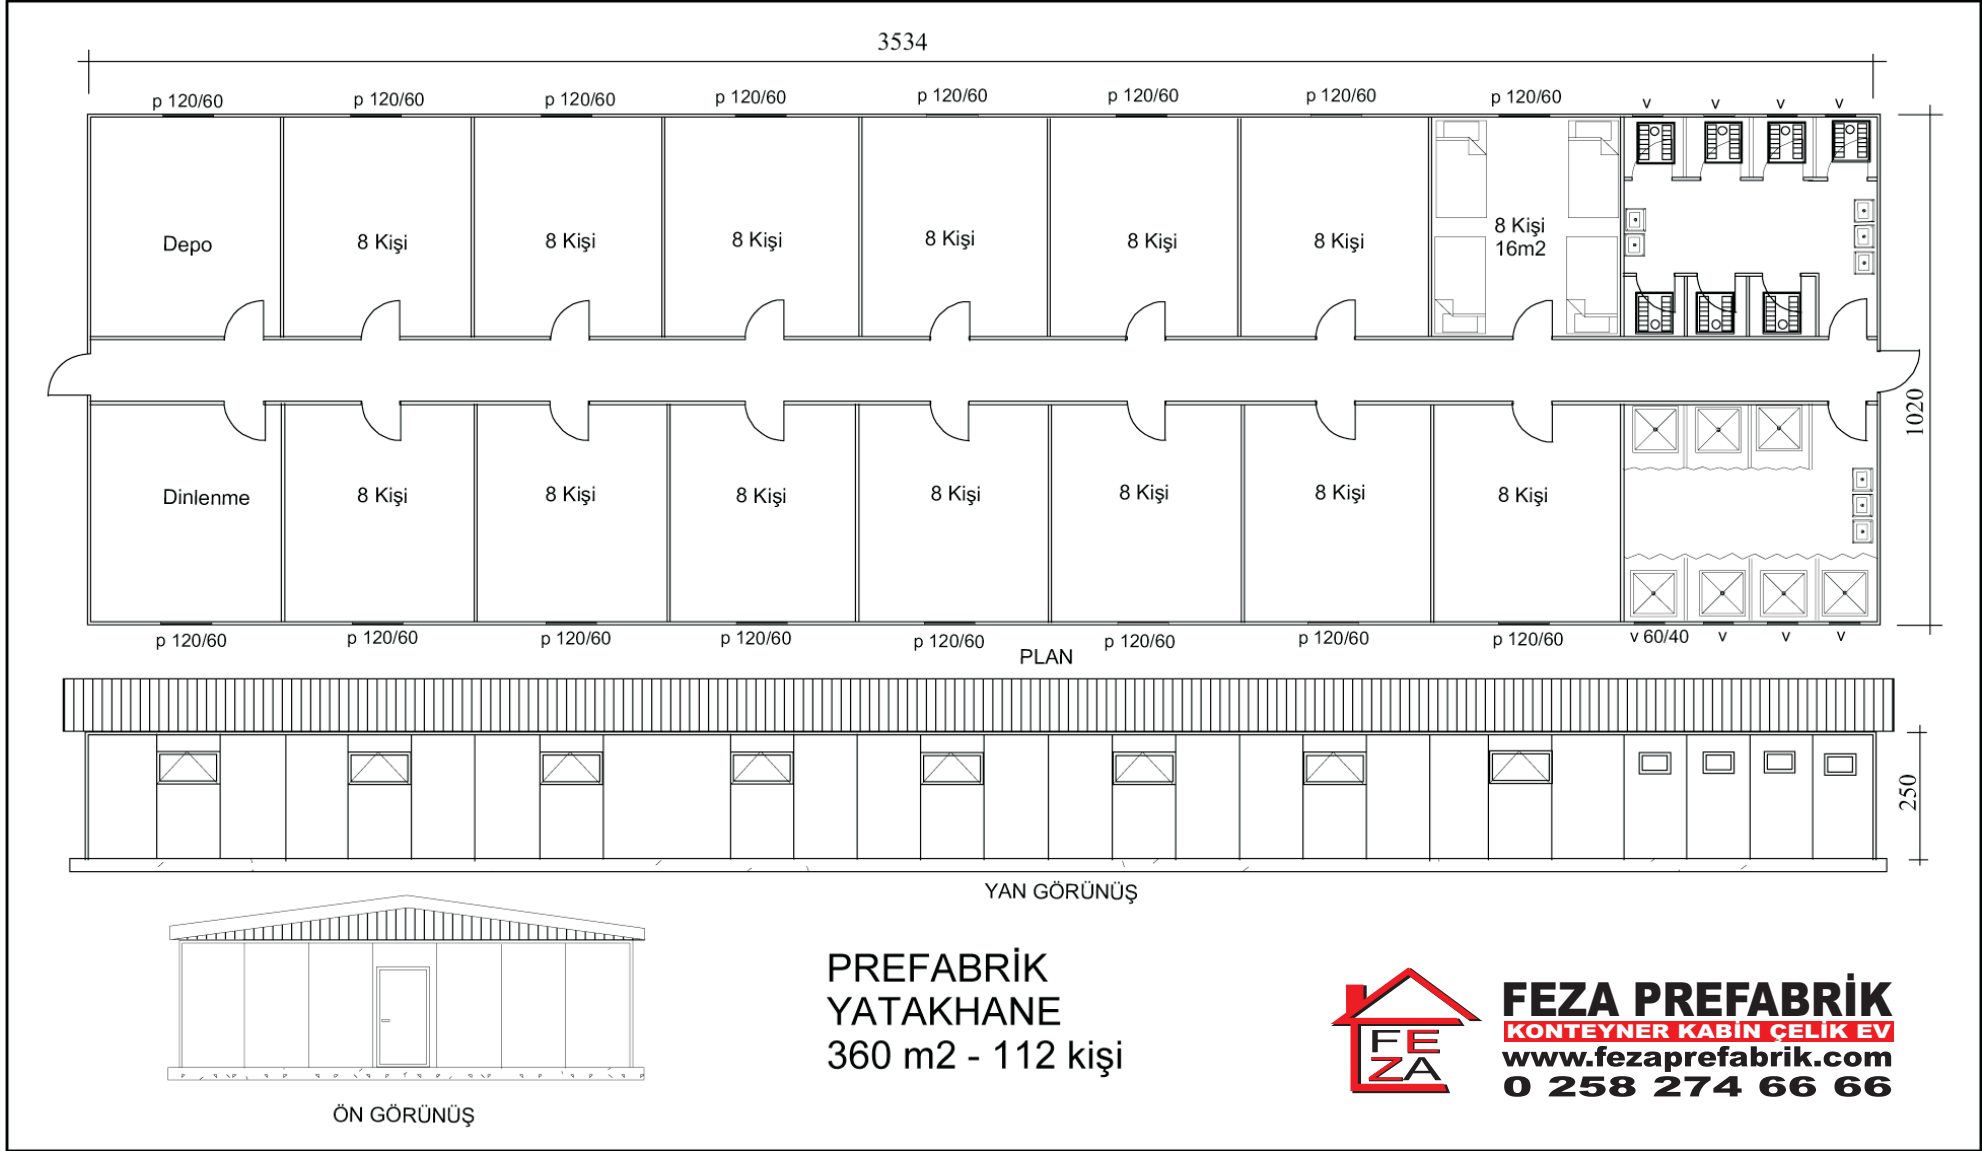 3534
p 120/60 p 120/60 p 120/60 p 120/60 p 120/60 p 120/60 p 120/60 p 120/60 v v v v
Depo 8 Kişi 8 Kişi 8 Kişi 8 Kişi 8 Kişi 8 Kişi 8 Kişi
16m2
1020
Dinlenme 8 Kişi 8 Kişi 8 Kişi 8 Kişi 8 Kişi 8 Kişi 8 Kişi
p 120/60 p 120/60 p 120/60 p 120/60 p 120/60 p 120/60 p 120/60 p 120/60 v 60/40 v v v
PLAN
250
YAN GÖRÜNÜŞ
ÖN GÖRÜNÜŞ
PREFABRİK
YATAKHANE
360 m2 - 112 kişi
FE
ZA
FEZA PREFABRİK
KONTEYNER KABİN ÇELİK EV
www.fezaprefabrik.com
0 258 274 66 66